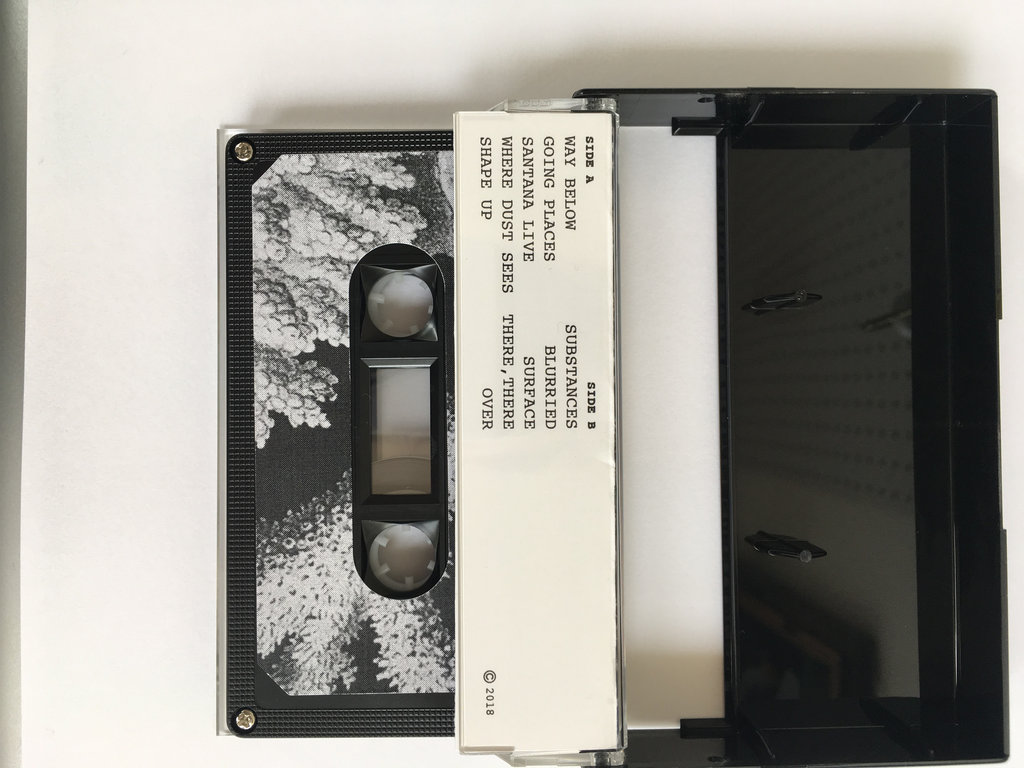 SIDE A
WAY BELOW
GOING PLACES
SANTANA LIVE
WHERE DUST SEES
SHAPE UP
SIDE B
SUBSTANCES
BLURRIED
SURFACE
THERE, THERE
OVER
© 2018